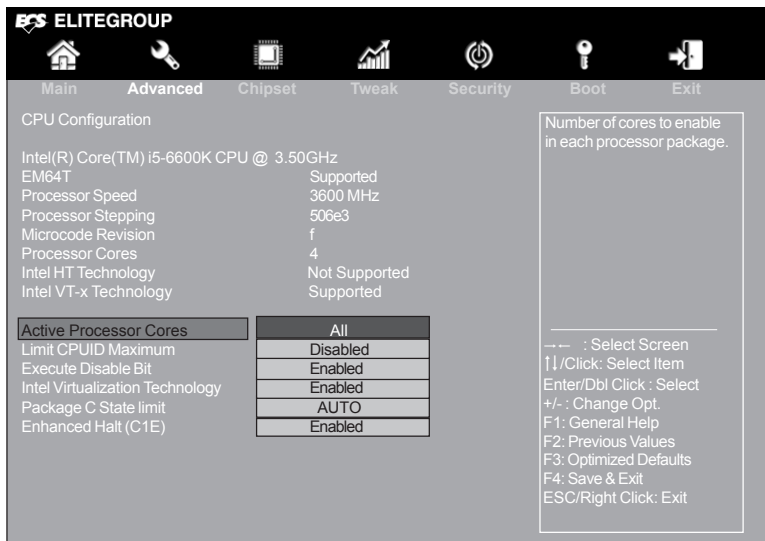 ECS ELITEGROUP
Main Advanced Chipset Tweak Security Boot Exit
CPU Configuration
Intel(R) Core(TM) i5-6600K CPU @ 3.50GHz
EM64T Supported
Processor Speed 3600 MHz
Processor Stepping 506e3
Microcode Revision f
Processor Cores 4
Intel HT Technology Not Supported
Intel VT-x Technology Supported
Active Processor Cores All
Limit CPUID Maximum Disabled
Execute Disable Bit Enabled
Intel Virtualization Technology Enabled
Package C State limit AUTO
Enhanced Halt (C1E) Enabled
Number of cores to enable
in each processor package.
→← : Select Screen
↑↓/Click: Select Item
Enter/Dbl Click : Select
+/- : Change Opt.
F1: General Help
F2: Previous Values
F3: Optimized Defaults
F4: Save & Exit
ESC/Right Click: Exit